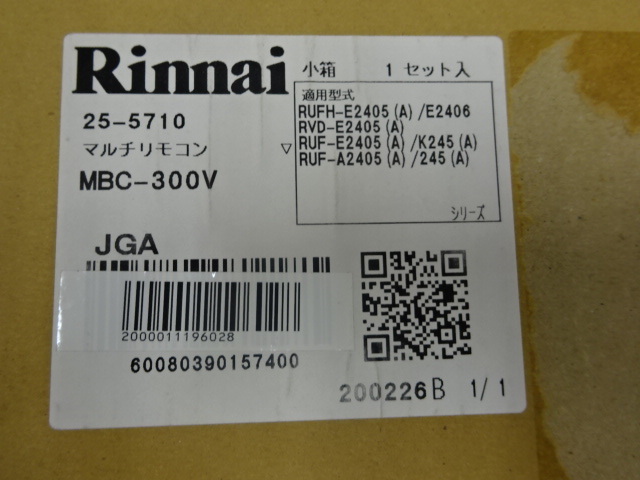 Rinnai
小箱 1 セット入
25-5710
マルチリモコン ▽
MBC-300V
適用型式
RUFH-E2405 (A) /E2406
RVD-E2405 (A)
RUF-E2405 (A) /K245 (A)
RUF-A2405 (A) /245 (A)
シリーズ
JGA
2000011196028
60080390157400
200226B 1/1